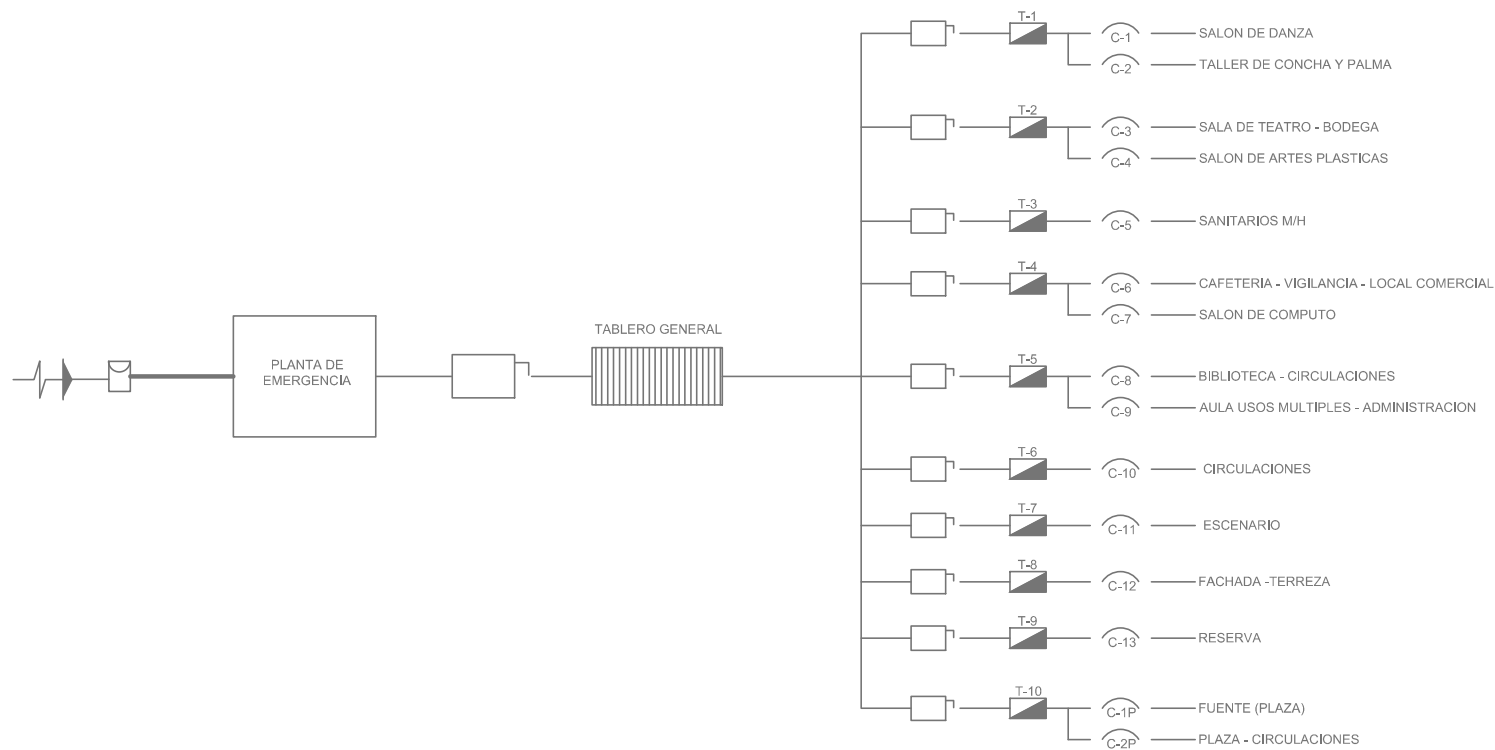 T-1
C-1 SALON DE DANZA
C-2 TALLER DE CONCHA Y PALMA
T-2
C-3 SALA DE TEATRO - BODEGA
C-4 SALON DE ARTES PLASTICAS
T-3
C-5 SANITARIOS M/H
T-4
C-6 CAFETERIA - VIGILANCIA - LOCAL COMERCIAL
C-7 SALON DE COMPUTO
PLANTA DE
EMERGENCIA
TABLERO GENERAL
T-5
C-8 BIBLIOTECA - CIRCULACIONES
C-9 AULA USOS MULTIPLES - ADMINISTRACION
T-6
C-10 CIRCULACIONES
T-7
C-11 ESCENARIO
T-8
C-12 FACHADA -TERREZA
T-9
C-13 RESERVA
T-10
C-1P FUENTE (PLAZA)
C-2P PLAZA - CIRCULACIONES